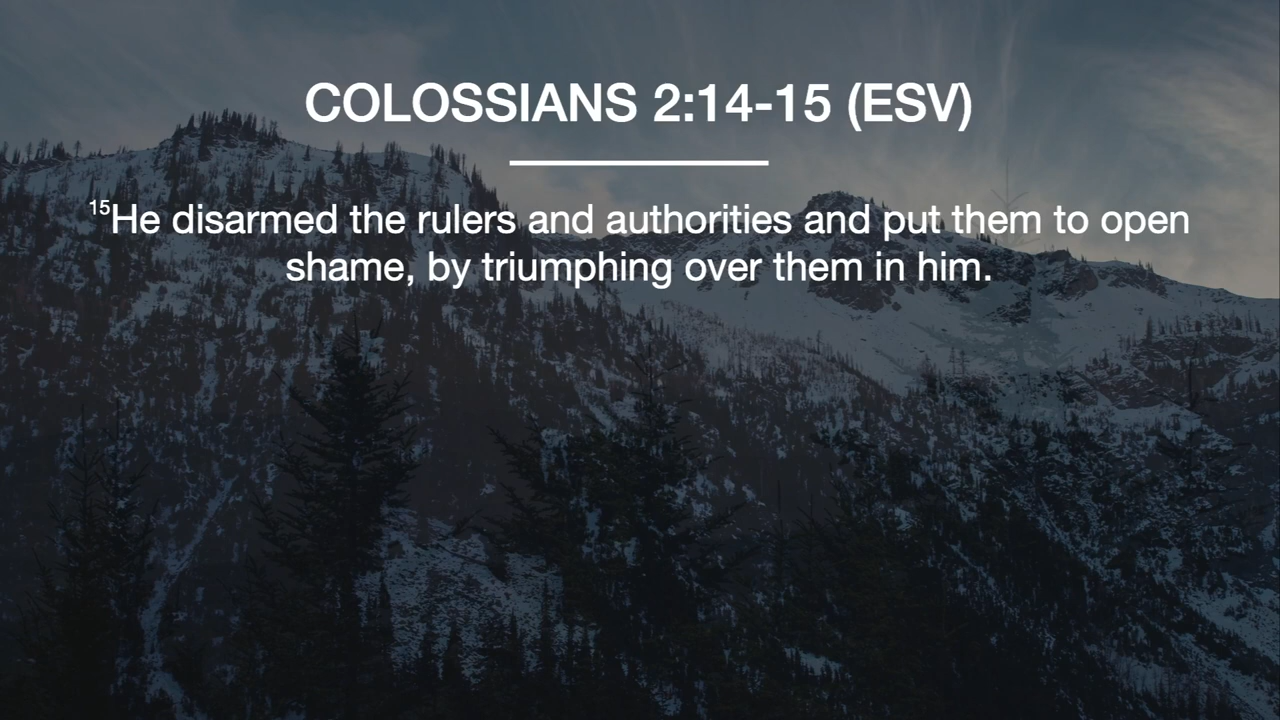 COLOSSIANS 2:14-15 (ESV)
15He disarmed the rulers and authorities and put them to open
shame, by triumphing over them in him.